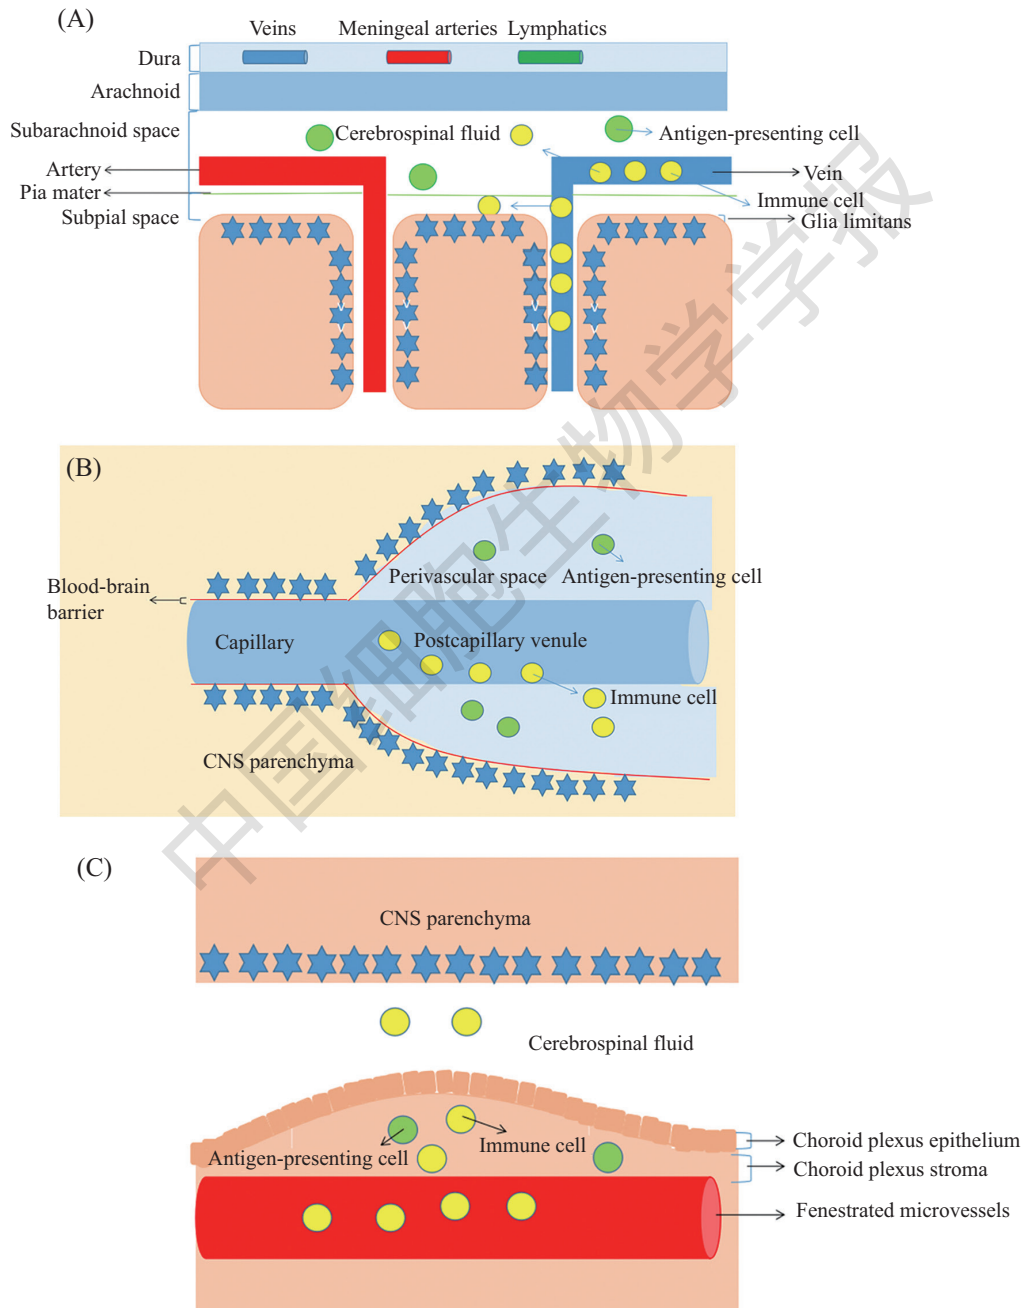 (A)
Veins
Meningeal arteries
Lymphatics
Dura
Arachnoid
Subarachnoid space
Cerebrospinal fluid
Antigen-presenting cell
Artery
Vein
Pia mater
Immune cell
Subpial space
Glia limitans
(B)
Perivascular space
Antigen-presenting cell
Blood-brain
barrier
Capillary
Postcapillary venule
Immune cell
CNS parenchyma
(C)
CNS parenchyma
Cerebrospinal fluid
Immune cell
Antigen-presenting cell
Choroid plexus epithelium
Choroid plexus stroma
Fenestrated microvessels
中国细胞生物学学报